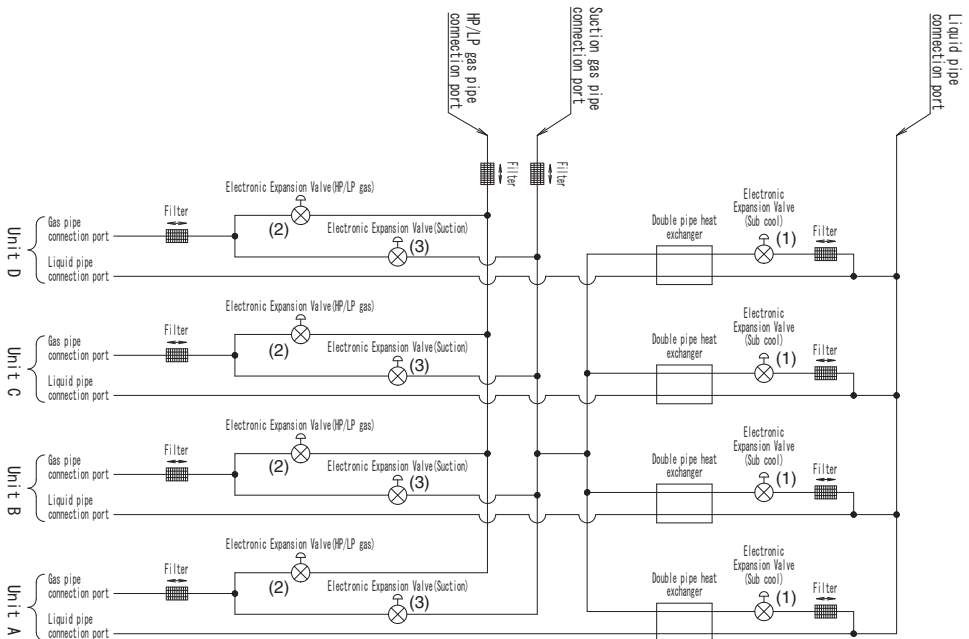 HP/LP gas pipe
connection port
Suction gas pipe
connection port
Liquid pipe
connection port
Filter
Filter
Unit D
Gas pipe
connection port
Liquid pipe
connection port
Filter
Electronic Expansion Valve(HP/LP gas)
(2)
Electronic Expansion Valve(Suction)
(3)
Double pipe heat
exchanger
Electronic
Expansion Valve
(Sub cool)
(1)
Filter
Unit C
Gas pipe
connection port
Liquid pipe
connection port
Filter
Electronic Expansion Valve(HP/LP gas)
(2)
Electronic Expansion Valve(Suction)
(3)
Double pipe heat
exchanger
Electronic
Expansion Valve
(Sub cool)
(1)
Filter
Unit B
Gas pipe
connection port
Liquid pipe
connection port
Filter
Electronic Expansion Valve(HP/LP gas)
(2)
Electronic Expansion Valve(Suction)
(3)
Double pipe heat
exchanger
Electronic
Expansion Valve
(Sub cool)
(1)
Filter
Unit A
Gas pipe
connection port
Liquid pipe
connection port
Filter
Electronic Expansion Valve(HP/LP gas)
(2)
Electronic Expansion Valve(Suction)
(3)
Double pipe heat
exchanger
Electronic
Expansion Valve
(Sub cool)
(1)
Filter